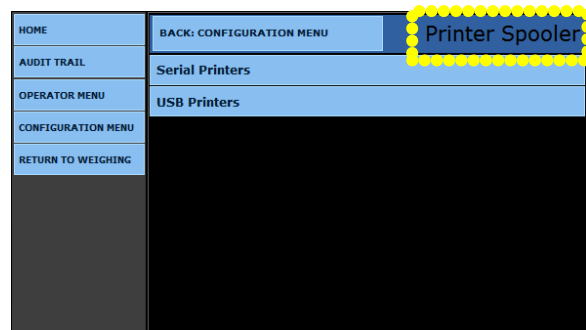 HOME
AUDIT TRAIL
OPERATOR MENU
CONFIGURATION MENU
RETURN TO WEIGHING
BACK: CONFIGURATION MENU
Printer Spooler
Serial Printers
USB Printers